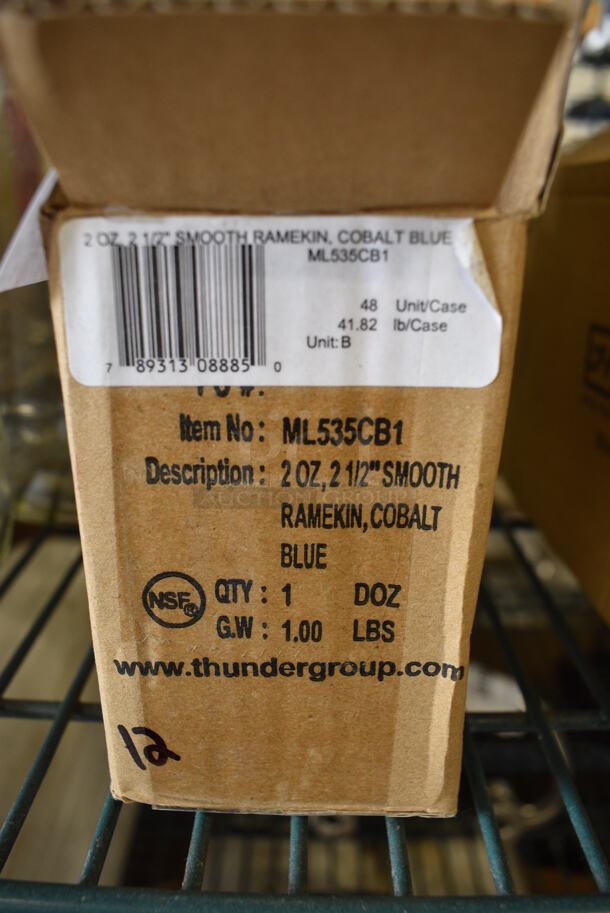 2 OZ, 2 1/2" SMOOTH RAMEKIN, COBALT BLUE
ML535CB1
48 Unit/Case
41.82 lb/Case
Unit: B
7 89313 08885 0
Item No: ML535CB1
Description: 2 OZ, 2 1/2" SMOOTH
RAMEKIN, COBALT
BLUE
NSF® QTY: 1 DOZ
G.W: 1.00 LBS
www.thundergroup.com
12